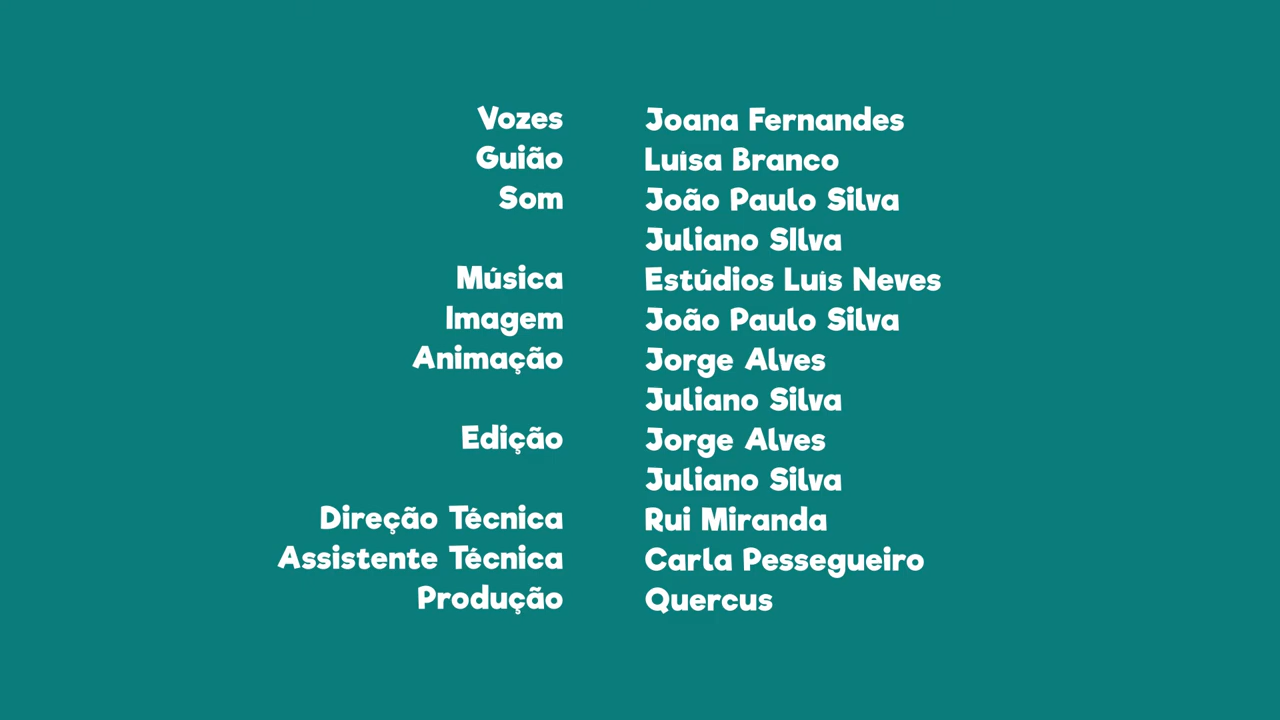 Vozes Joana Fernandes
Guião Luísa Branco
Som João Paulo Silva
Juliano SIlva
Música Estúdios Luís Neves
Imagem João Paulo Silva
Animação Jorge Alves
Juliano Silva
Edição Jorge Alves
Juliano Silva
Direção Técnica Rui Miranda
Assistente Técnica Carla Pessegueiro
Produção Quercus